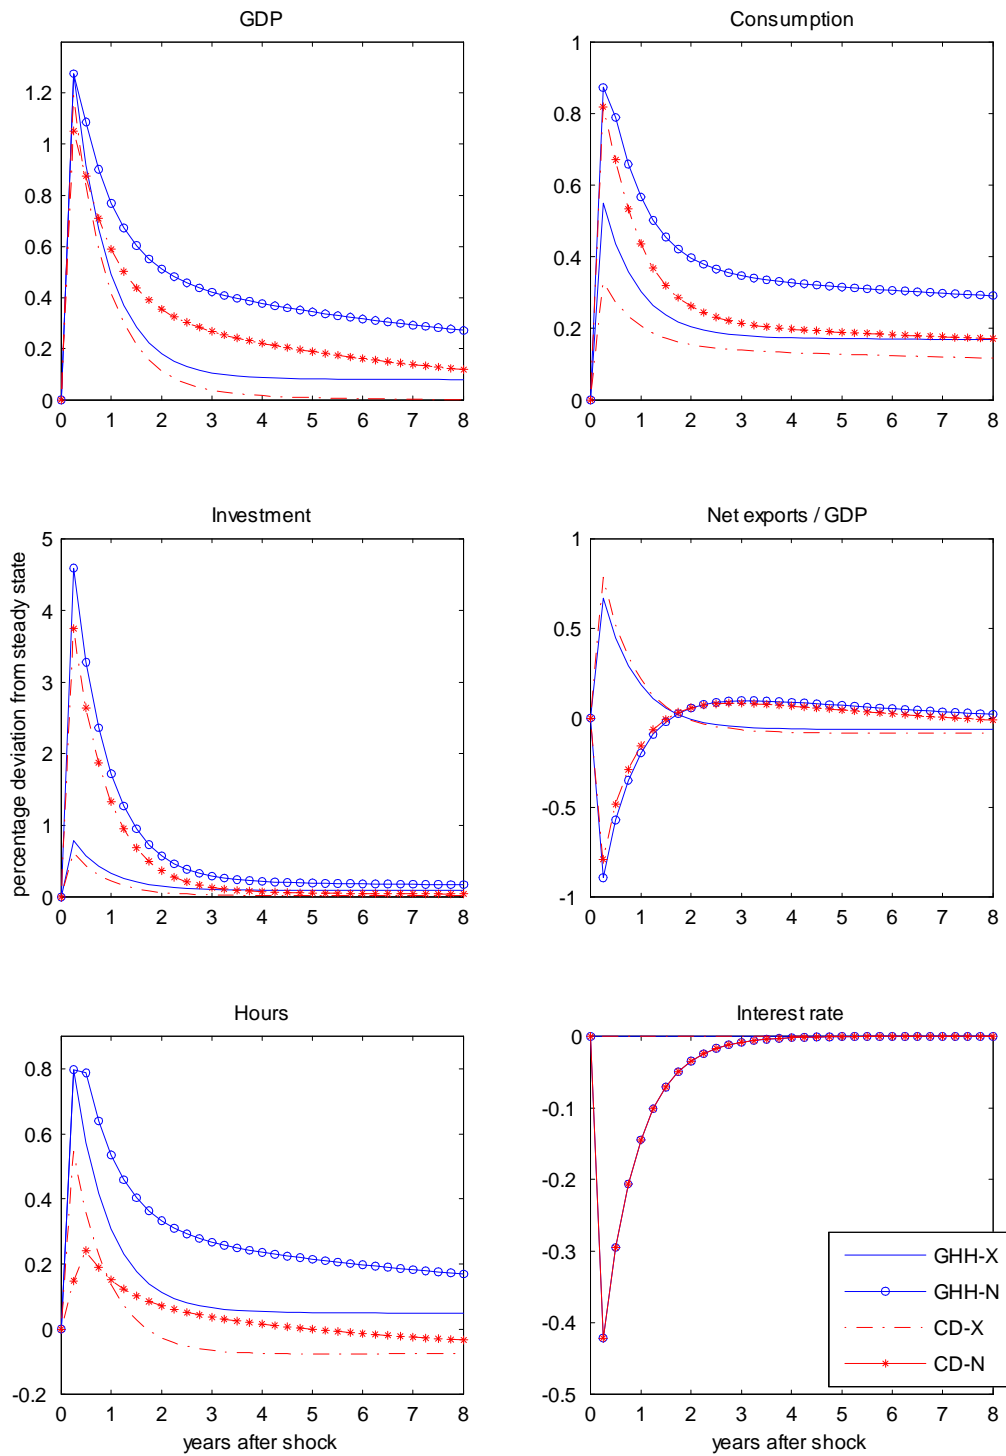 GDP
Consumption
1.2
1
0.8
0.6
0.4
0.2
0
0 1 2 3 4 5 6 7 8
1
0.8
0.6
0.4
0.2
0
0 1 2 3 4 5 6 7 8
Investment
Net exports / GDP
percentage deviation from steady state
5
4
3
2
1
0
0 1 2 3 4 5 6 7 8
1
0.5
0
-0.5
-1
0 1 2 3 4 5 6 7 8
Hours
Interest rate
0.8
0.6
0.4
0.2
0
-0.2
0 1 2 3 4 5 6 7 8
years after shock
0
-0.1
-0.2
-0.3
-0.4
-0.5
0 1 2 3 4 5 6 7 8
years after shock
GHH-X
GHH-N
CD-X
CD-N